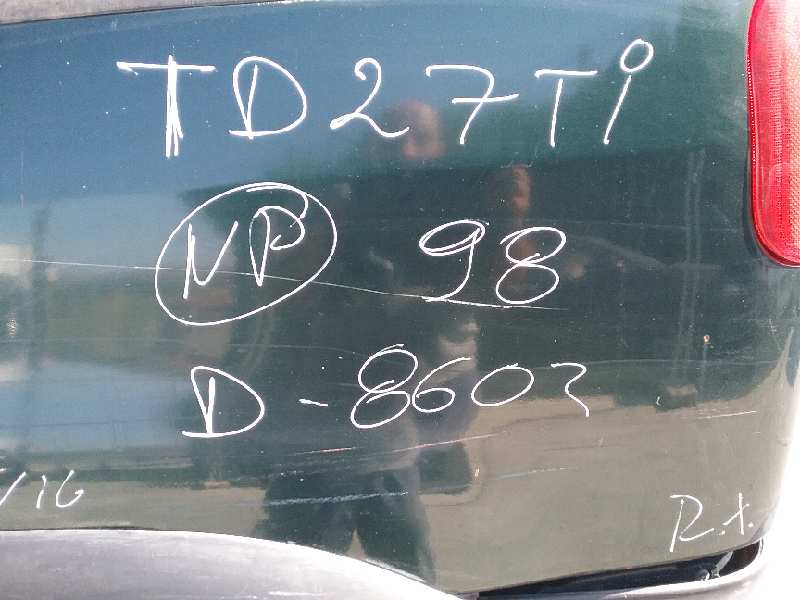 TD27Ti
NP 98
D-8603
/16
R.t.